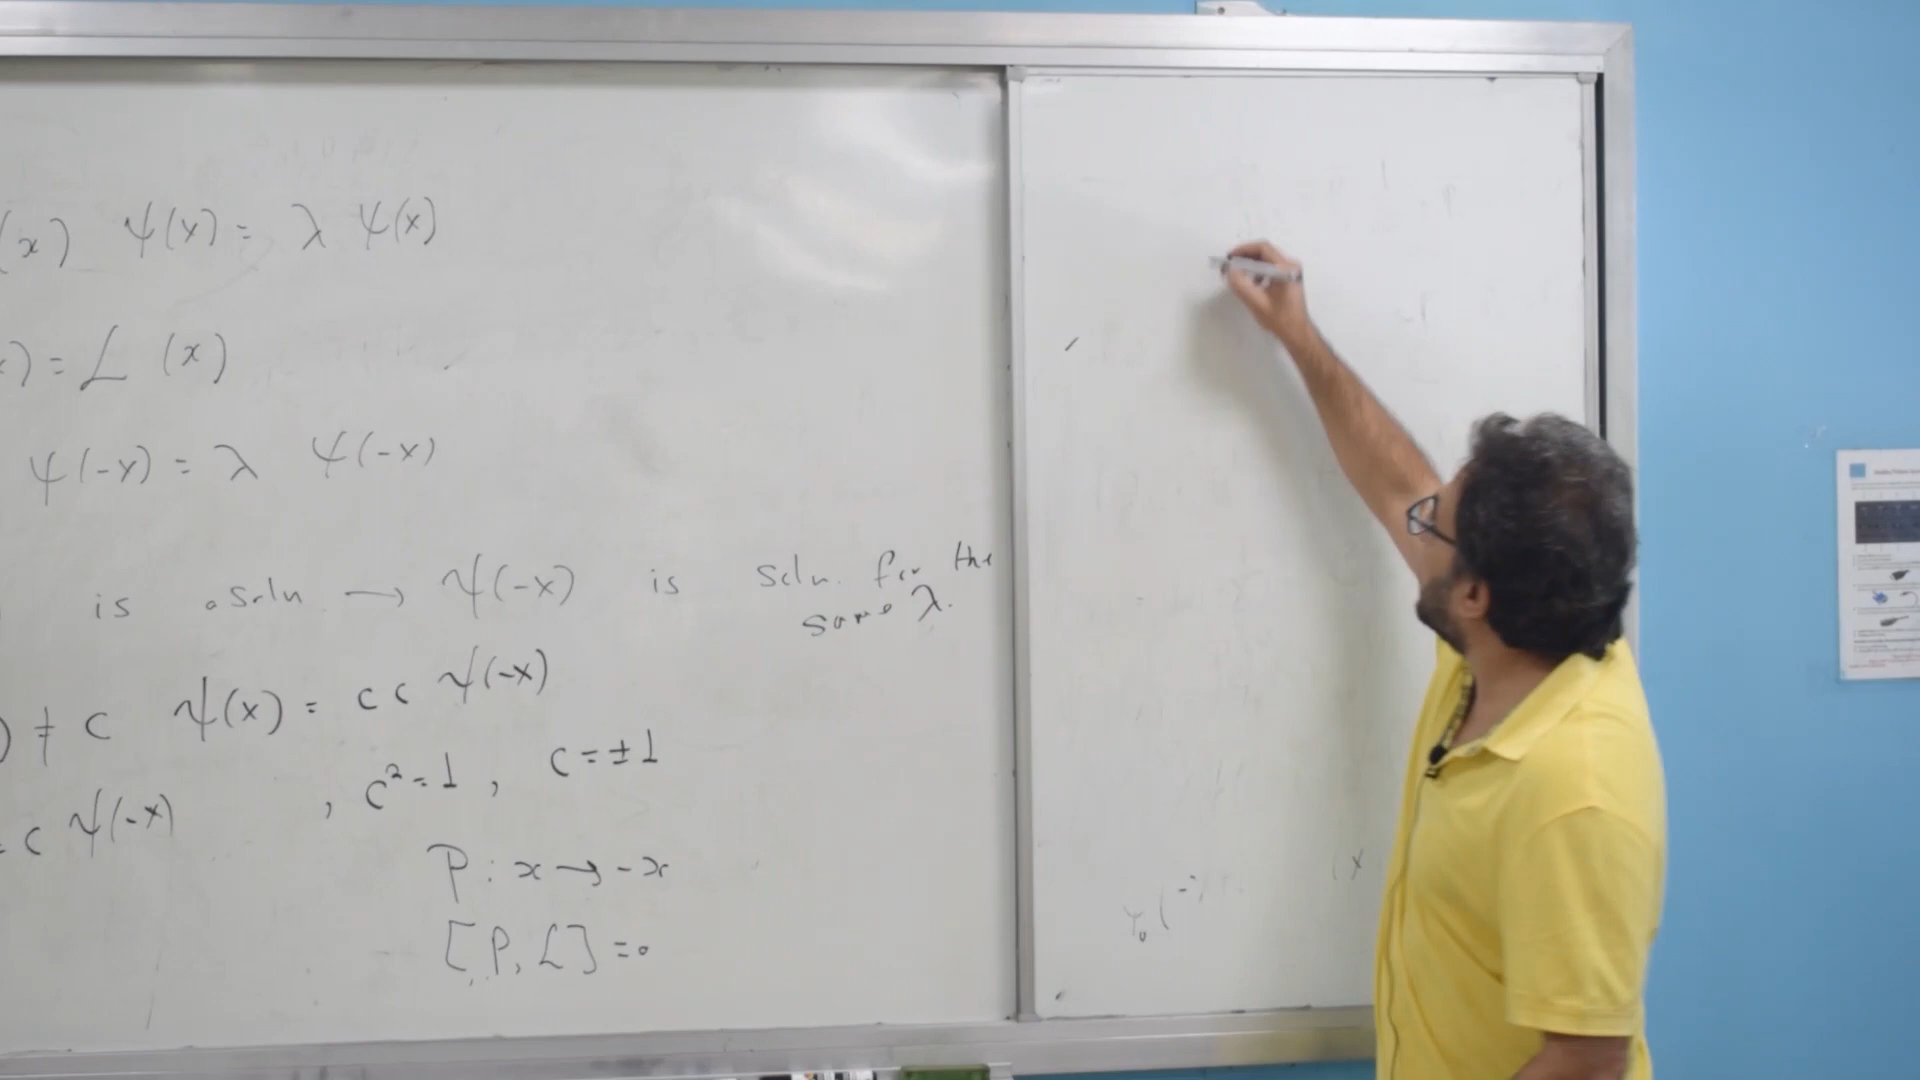 (x) ψ(x) = λ ψ(x)
) = L (x)
ψ(-x) = λ ψ(-x)
is a soln → ψ(-x) is soln. for the
same λ.
) ≠ c ψ(x) = c c ψ(-x)
= c ψ(-x) , c² = 1 , c = ±1
P : x → -x
[P, L] = 0